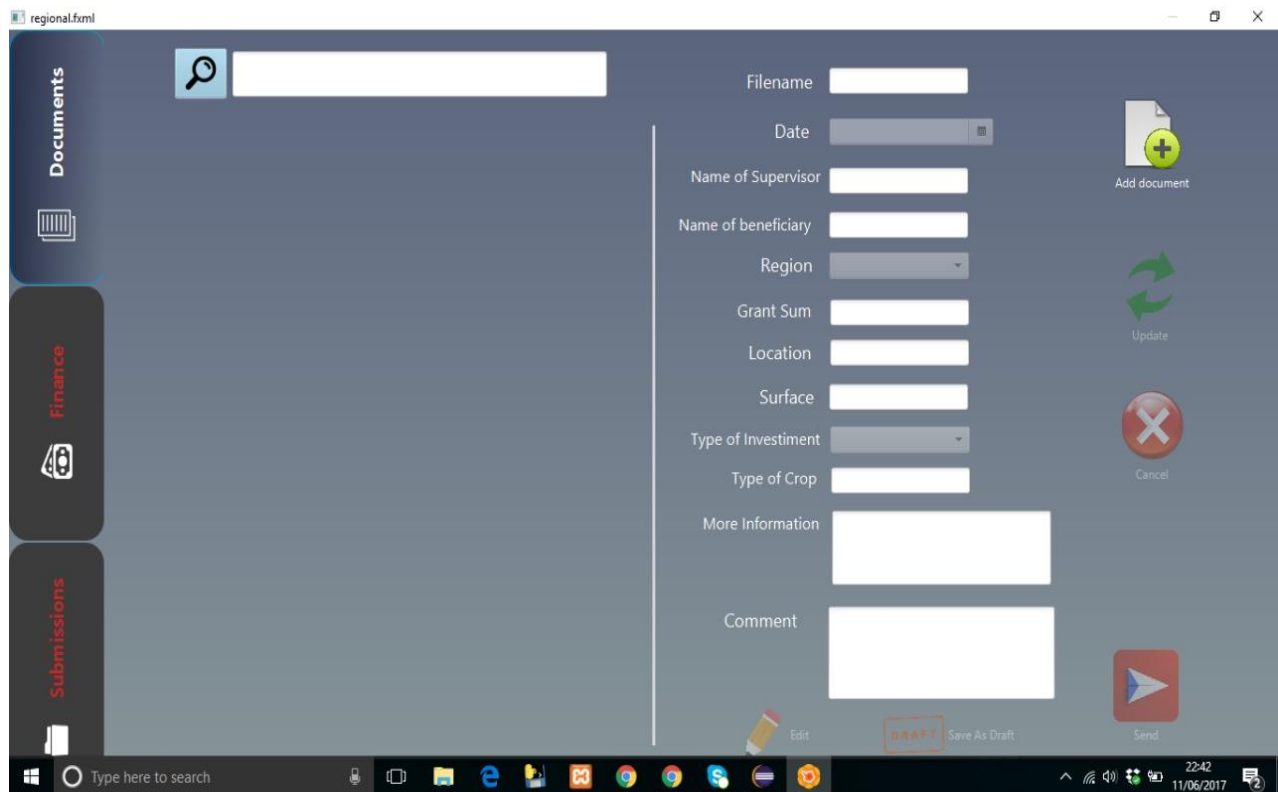 regional.fxml
Documents
Finance
Submissions
Filename
Date
Name of Supervisor
Name of beneficiary
Region
Grant Sum
Location
Surface
Type of Investiment
Type of Crop
More Information
Comment
Add document
Update
Cancel
Edit
DRAFT
Save As Draft
Send
Type here to search
22:42
11/06/2017
2